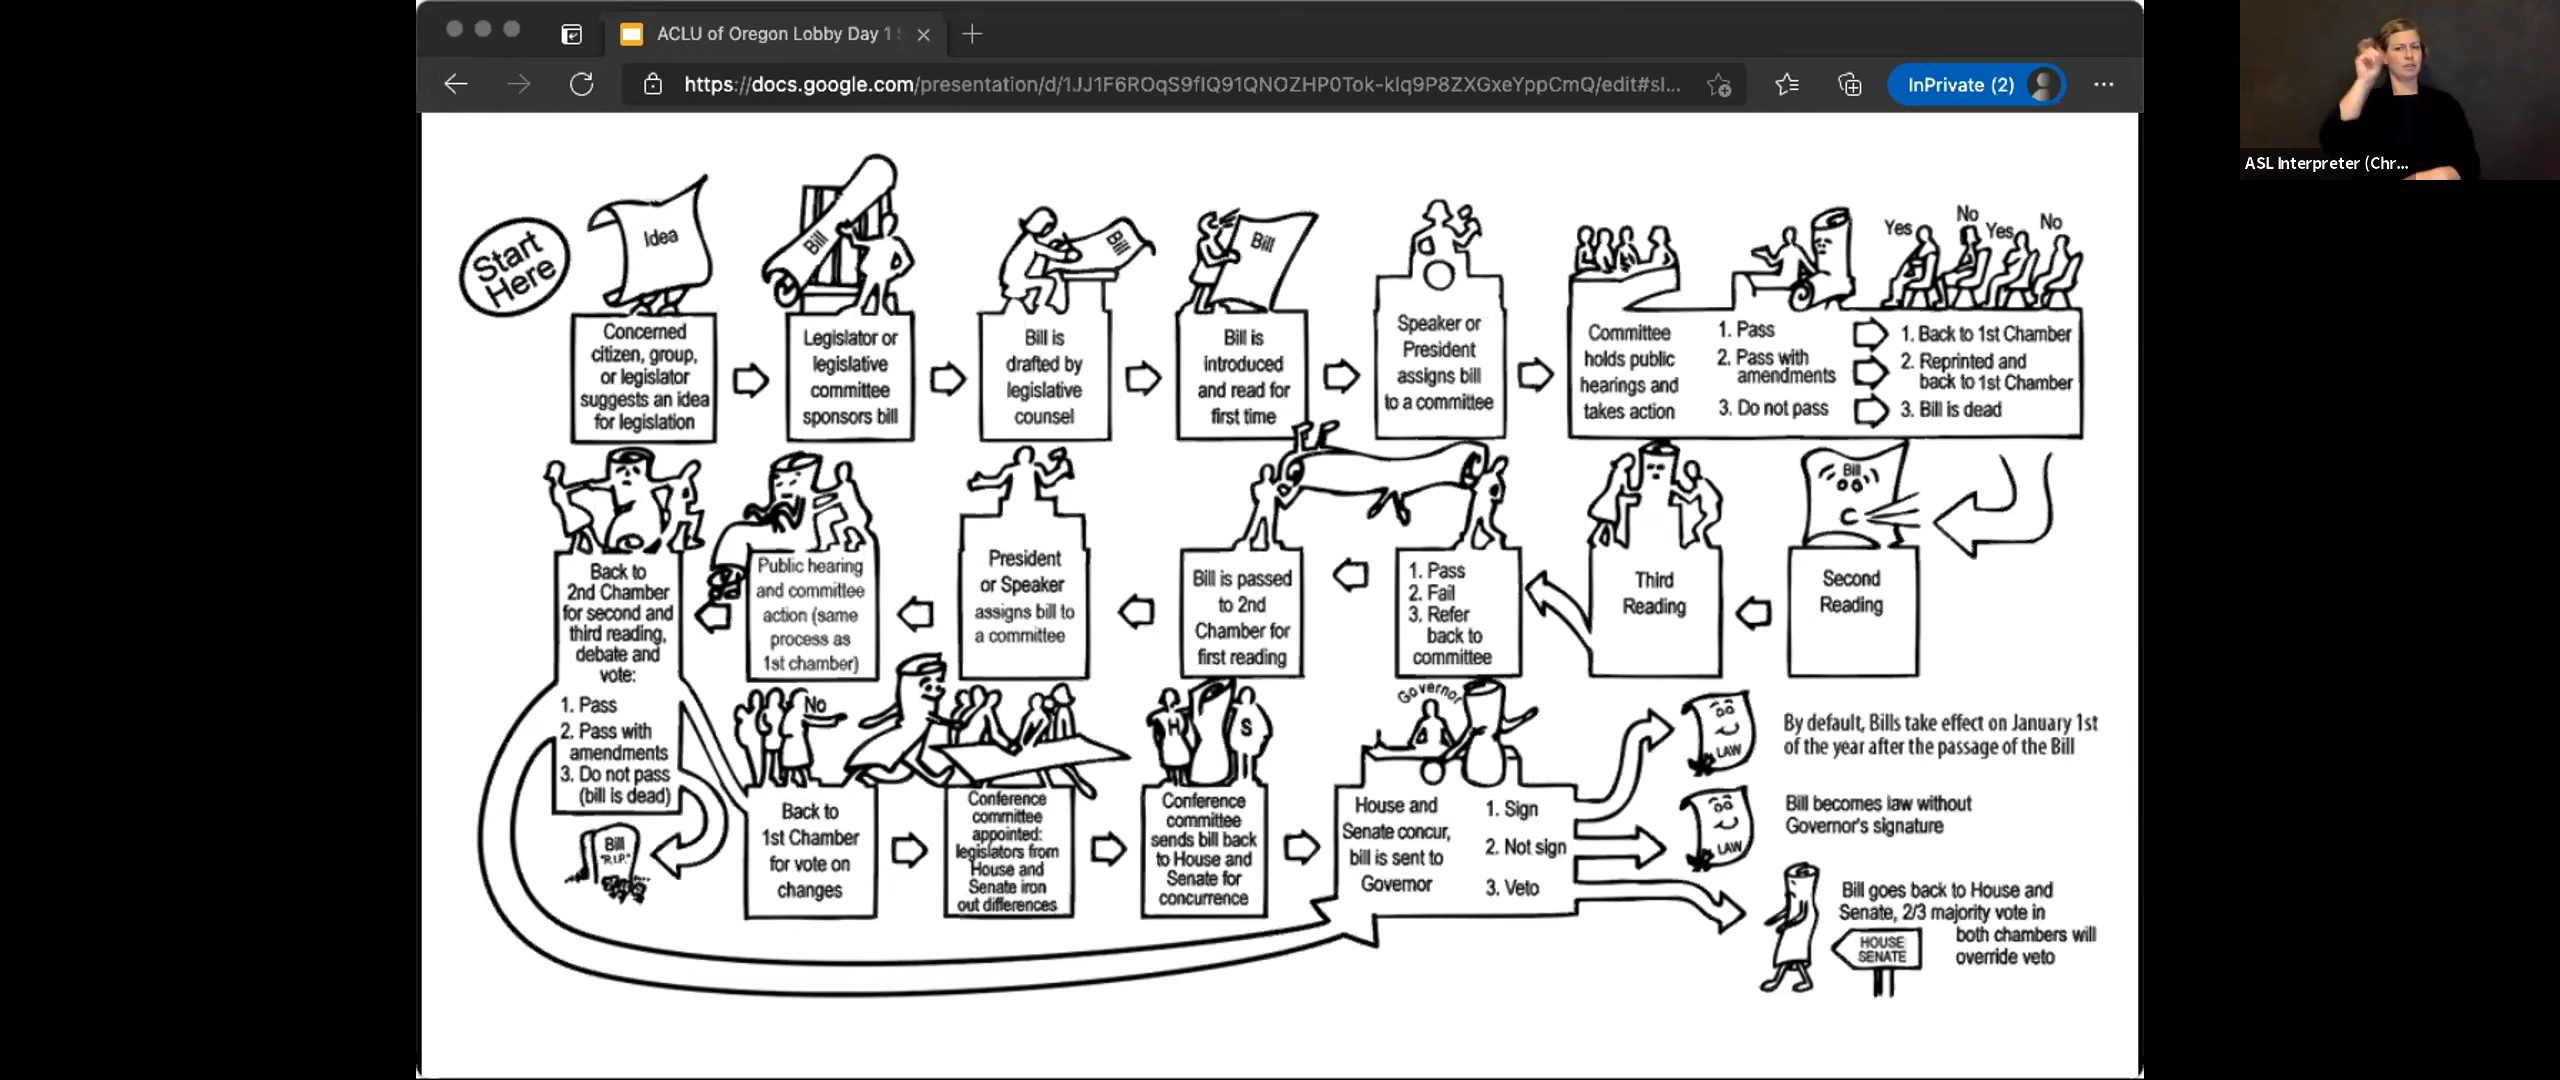 ACLU of Oregon Lobby Day 1
https://docs.google.com/presentation/d/1JJ1F6ROqS9fIQ91QNOZHP0Tok-klq9P8ZXGxeYppCmQ/edit#sl...
InPrivate (2)
ASL Interpreter (Chr...
Start
Here
Idea
Concerned
citizen, group,
or legislator
suggests an idea
for legislation
Bill
Legislator or
legislative
committee
sponsors bill
Bill
Bill is
drafted by
legislative
counsel
Bill
Bill is
introduced
and read for
first time
Speaker or
President
assigns bill
to a committee
Yes
No
Yes
No
Committee
holds public
hearings and
takes action
1. Pass
2. Pass with
amendments
3. Do not pass
1. Back to 1st Chamber
2. Reprinted and
back to 1st Chamber
3. Bill is dead
Bill
Second
Reading
Third
Reading
1. Pass
2. Fail
3. Refer
back to
committee
Bill is passed
to 2nd
Chamber for
first reading
President
or Speaker
assigns bill to
a committee
Public hearing
and committee
action (same
process as
1st chamber)
Back to
2nd Chamber
for second and
third reading,
debate and
vote:
1. Pass
2. Pass with
amendments
3. Do not pass
(bill is dead)
Bill
"R.I.P."
No
Back to
1st Chamber
for vote on
changes
Conference
committee
appointed:
legislators from
House and
Senate iron
out differences
H
S
Conference
committee
sends bill back
to House and
Senate for
concurrence
Governor
House and
Senate concur,
bill is sent to
Governor
1. Sign
2. Not sign
3. Veto
LAW
By default, Bills take effect on January 1st
of the year after the passage of the Bill
LAW
Bill becomes law without
Governor's signature
Bill goes back to House and
Senate, 2/3 majority vote in
both chambers will
override veto
HOUSE
SENATE